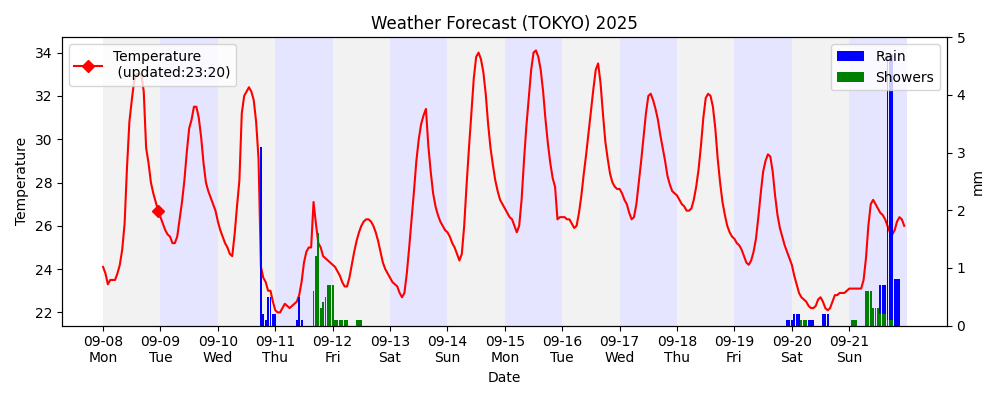 Weather Forecast (TOKYO) 2025
Temperature
(updated:23:20)
Rain
Showers
Temperature
34
32
30
28
26
24
22
5
4
3
2
1
0
mm
09-08 09-09 09-10 09-11 09-12 09-13 09-14 09-15 09-16 09-17 09-18 09-19 09-20 09-21
Mon Tue Wed Thu Fri Sat Sun Mon Tue Wed Thu Fri Sat Sun
Date